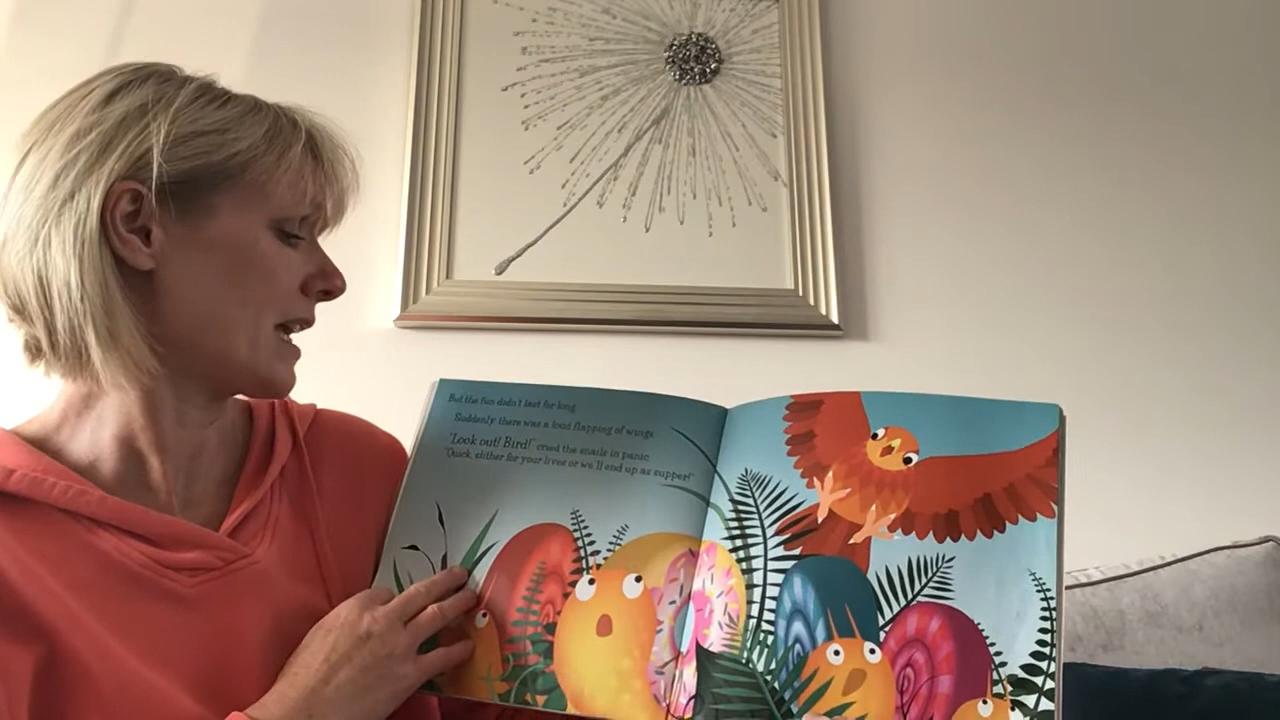 But the fun didn't last for long.
Suddenly there was a loud flapping of wings.
"Look out! Bird!" cried the snails in panic.
"Quick, slither for your lives or we'll end up as supper!"